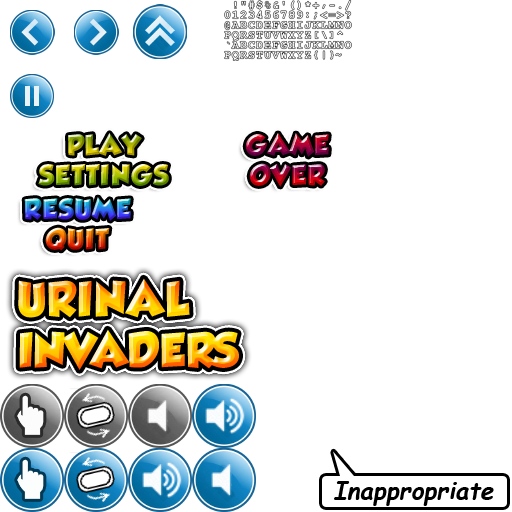 !"#$%&'()*+,-./
0123456789:;<=>?
@ABCDEFGHIJKLMNO
PQRSTUVWXYZ[\]^
`ABCDEFGHIJKLMNO
PQRSTUVWXYZ{|}~
PLAY
SETTINGS
GAME
OVER
RESUME
QUIT
URINAL
INVADERS
Inappropriate